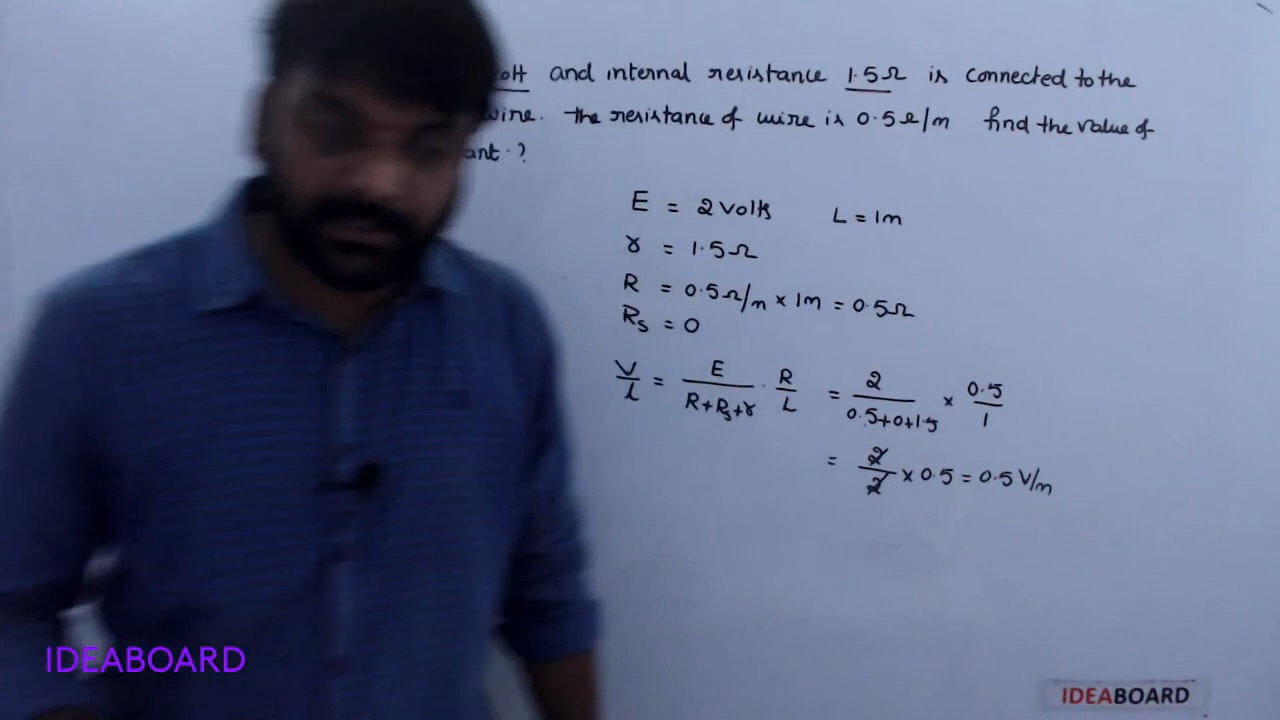 and internal resistance 1.5Ω is connected to the
wire. the resistance of wire is 0.5Ω/m find the value of
?
E = 2 volts L = 1m
r = 1.5Ω
R = 0.5Ω/m × 1m = 0.5Ω
Rs = 0
V/l = E/(R+Rs+r) · R/L = 2/(0.5+0+1.5) × 0.5/1
= 2/2 × 0.5 = 0.5 V/m
IDEABOARD
IDEABOARD